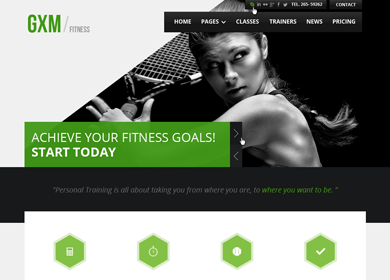 TEL. 265- 59262
CONTACT
GXM / FITNESS
HOME PAGES CLASSES TRAINERS NEWS PRICING
ACHIEVE YOUR FITNESS GOALS!
START TODAY
"Personal Training is all about taking you from where you are, to where you want to be. "